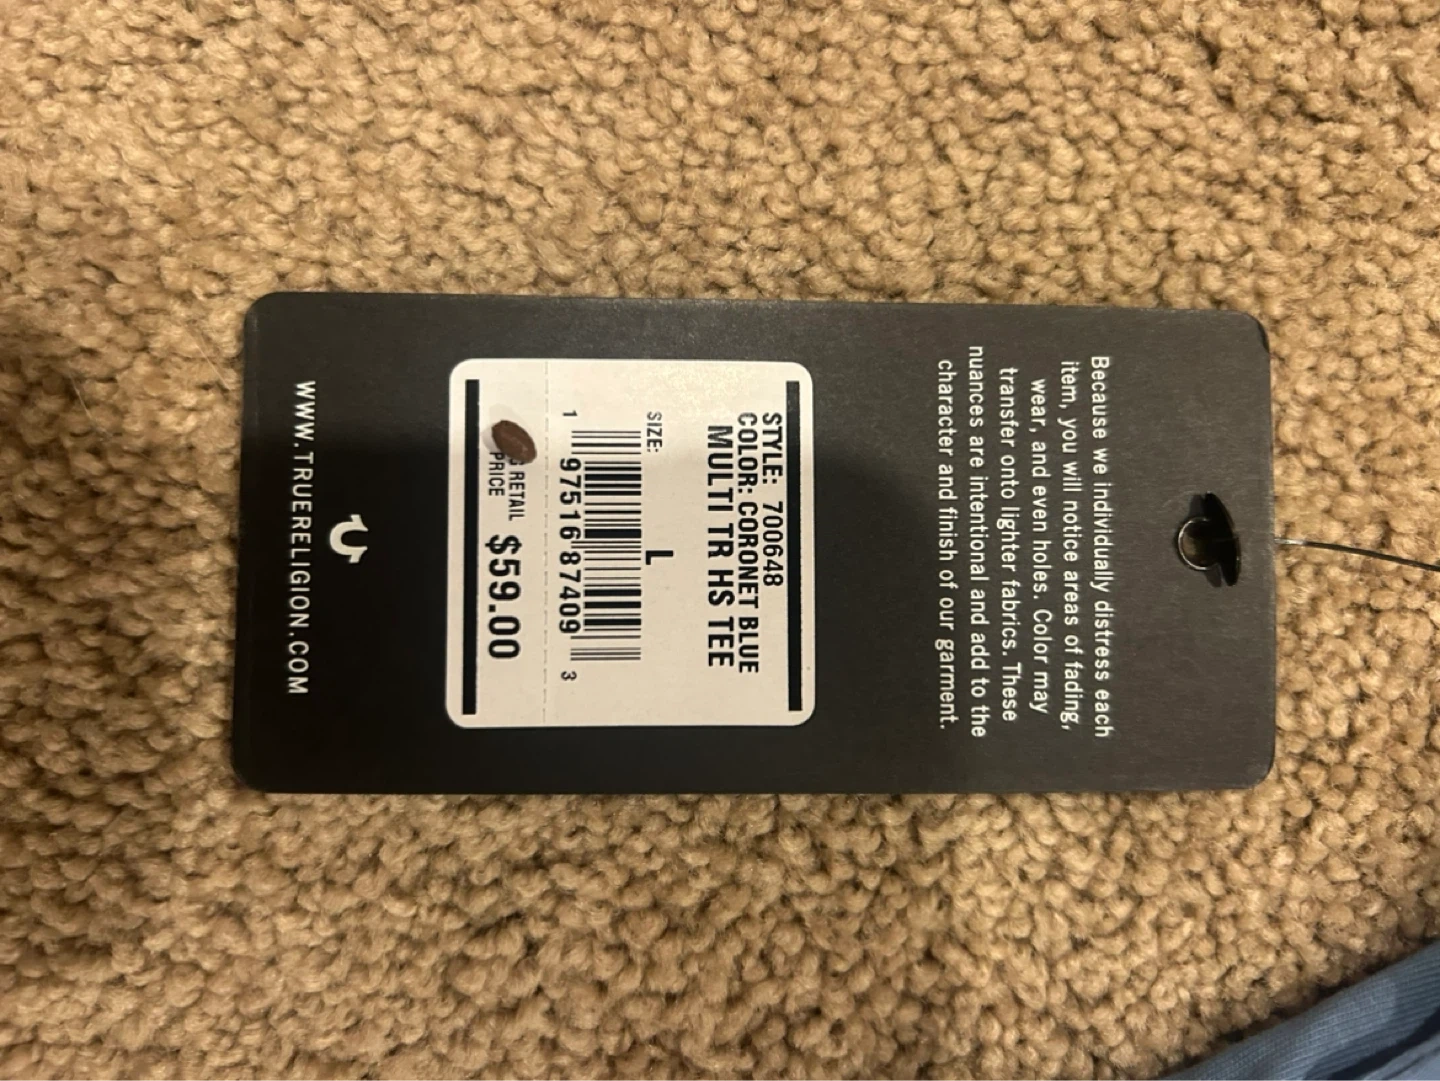 Because we individually distress each
item, you will notice areas of fading,
wear, and even holes. Color may
transfer onto lighter fabrics. These
nuances are intentional and add to the
character and finish of our garment.
STYLE: 700648
COLOR: CORONET BLUE
MULTI TR HS TEE
SIZE: L
1 97516 87409 3
RETAIL
PRICE $59.00
WWW.TRUERELIGION.COM